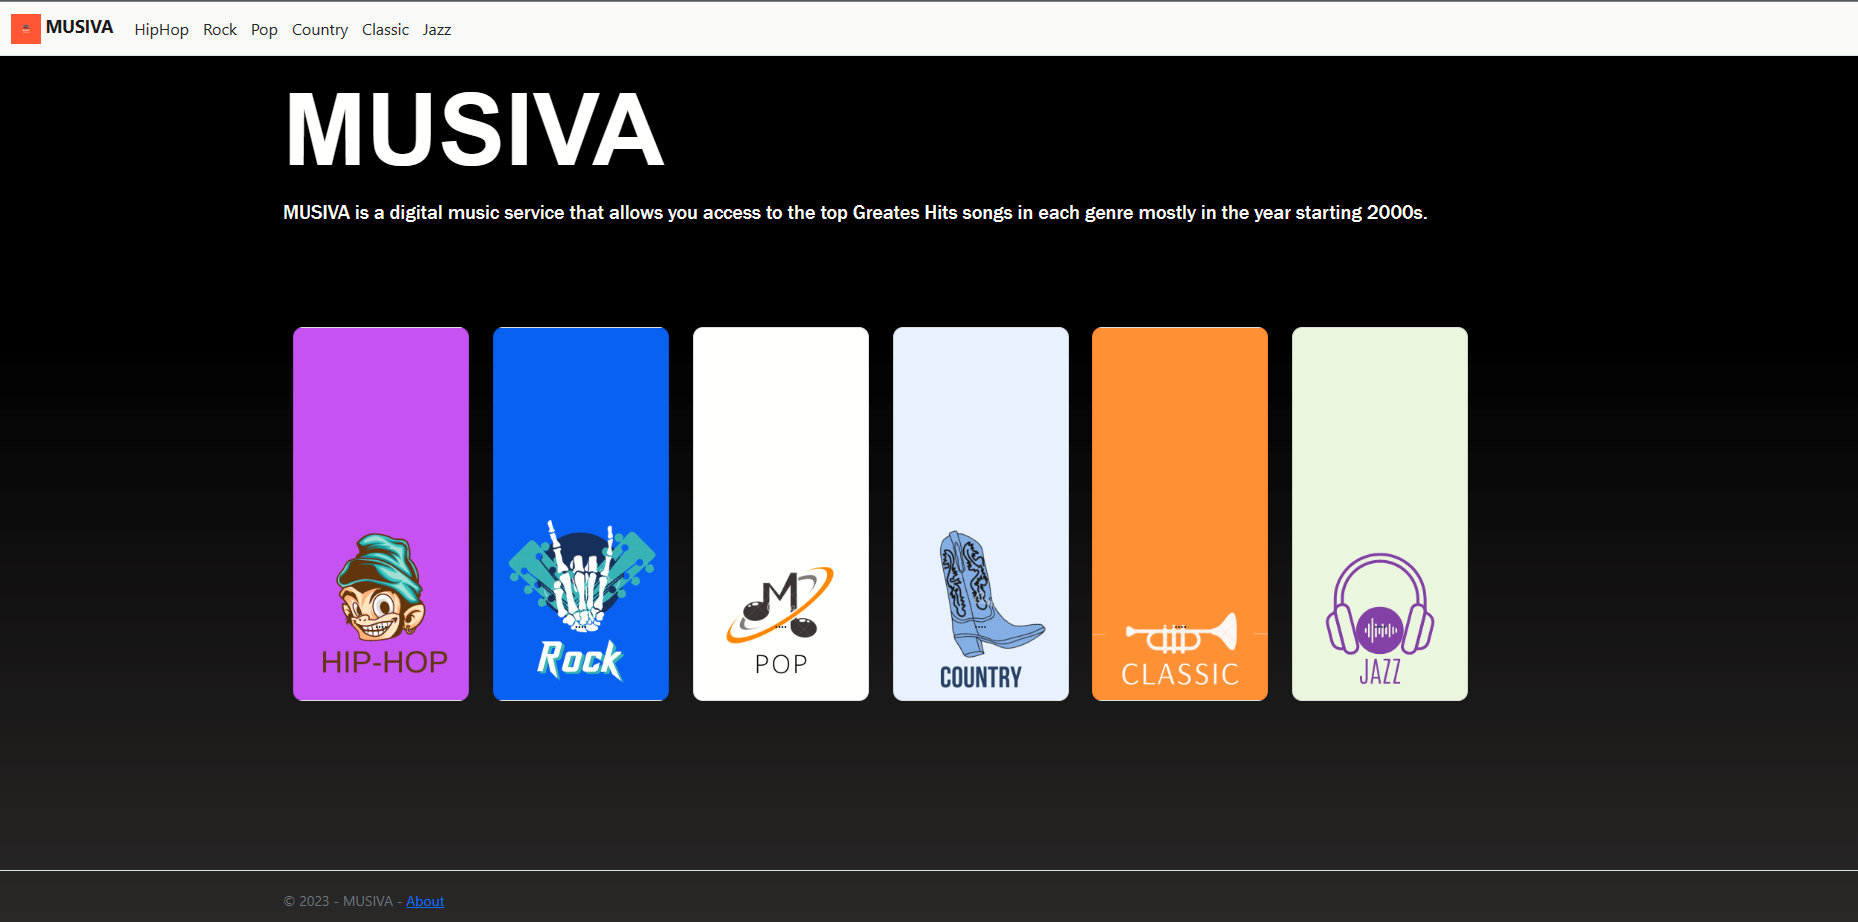 MUSIVA HipHop Rock Pop Country Classic Jazz
MUSIVA
MUSIVA is a digital music service that allows you access to the top Greates Hits songs in each genre mostly in the year starting 2000s.
HIP-HOP
Rock
M
POP
COUNTRY
CLASSIC
JAZZ
© 2023 - MUSIVA - About